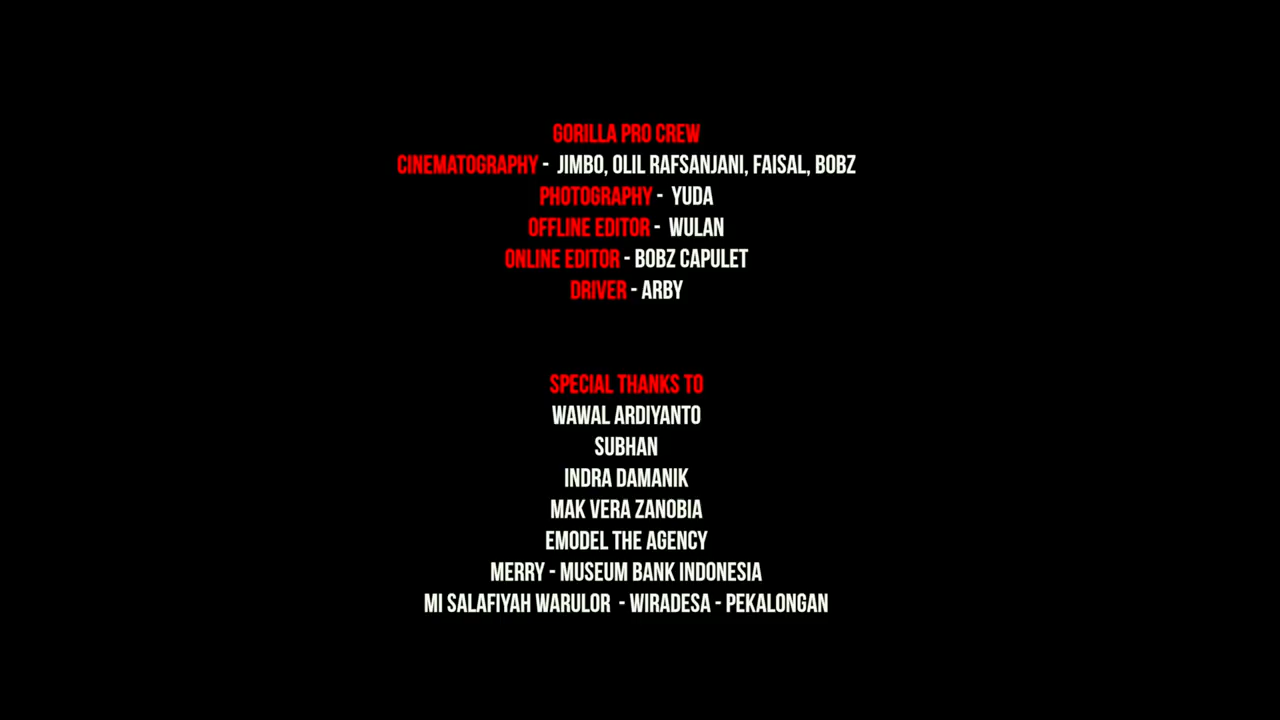 GORILLA PRO CREW
CINEMATOGRAPHY - JIMBO, OLIL RAFSANJANI, FAISAL, BOBZ
PHOTOGRAPHY - YUDA
OFFLINE EDITOR - WULAN
ONLINE EDITOR - BOBZ CAPULET
DRIVER - ARBY
SPECIAL THANKS TO
WAWAL ARDIYANTO
SUBHAN
INDRA DAMANIK
MAK VERA ZANOBIA
EMODEL THE AGENCY
MERRY - MUSEUM BANK INDONESIA
MI SALAFIYAH WARULOR - WIRADESA - PEKALONGAN